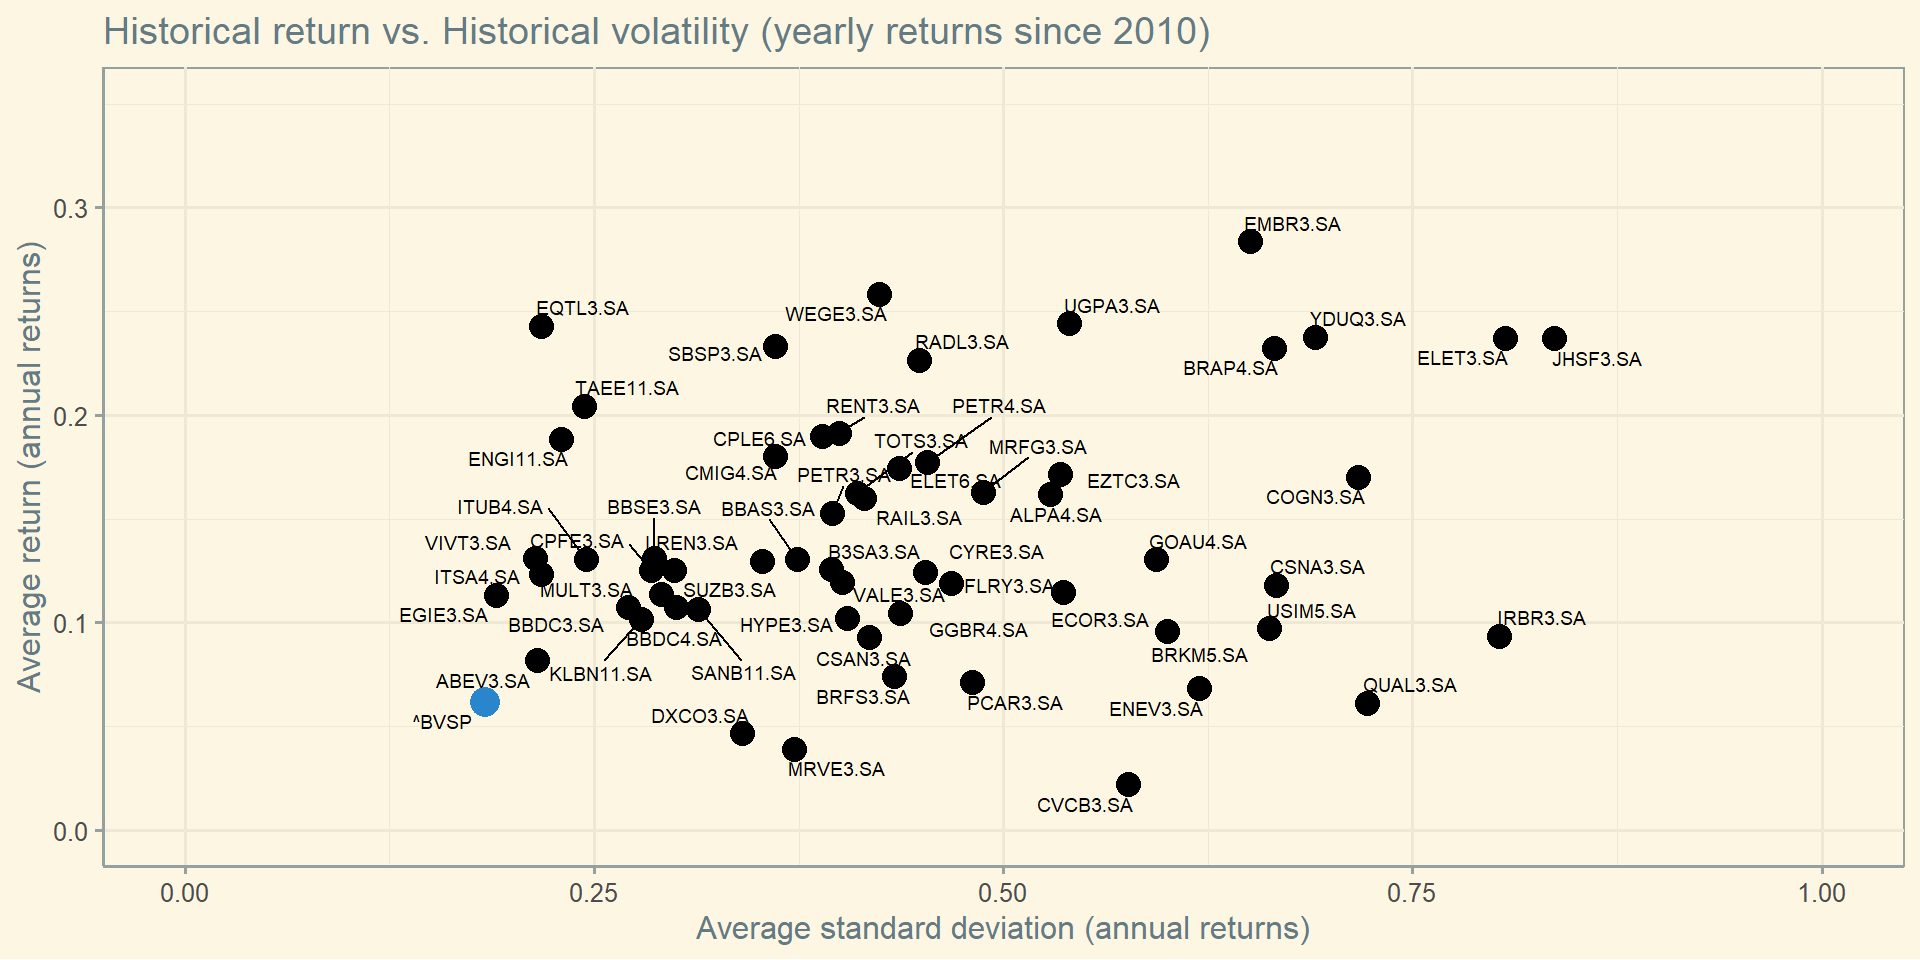 Historical return vs. Historical volatility (yearly returns since 2010)
Average return (annual returns)
0.3
0.2
0.1
0.0
EMBR3.SA
EQTL3.SA
UGPA3.SA
WEGE3.SA
YDUQ3.SA
RADL3.SA
SBSP3.SA
ELET3.SA
JHSF3.SA
BRAP4.SA
TAEE11.SA
RENT3.SA
PETR4.SA
CPLE6.SA
TOTS3.SA
MRFG3.SA
ENGI11.SA
CMIG4.SA
PETR3.SA
ELET6.SA
EZTC3.SA
COGN3.SA
ITUB4.SA
BBSE3.SA
BBAS3.SA
RAIL3.SA
ALPA4.SA
VIVT3.SA
CPFE3.SA
LREN3.SA
B3SA3.SA
CYRE3.SA
GOAU4.SA
CSNA3.SA
ITSA4.SA
MULT3.SA
SUZB3.SA
VALE3.SA
FLRY3.SA
EGIE3.SA
BBDC3.SA
BBDC4.SA
HYPE3.SA
GGBR4.SA
ECOR3.SA
USIM5.SA
IRBR3.SA
CSAN3.SA
BRKM5.SA
ABEV3.SA
KLBN11.SA
SANB11.SA
BRFS3.SA
PCAR3.SA
ENEV3.SA
QUAL3.SA
^BVSP
DXCO3.SA
MRVE3.SA
CVCB3.SA
0.00
0.25
0.50
0.75
1.00
Average standard deviation (annual returns)